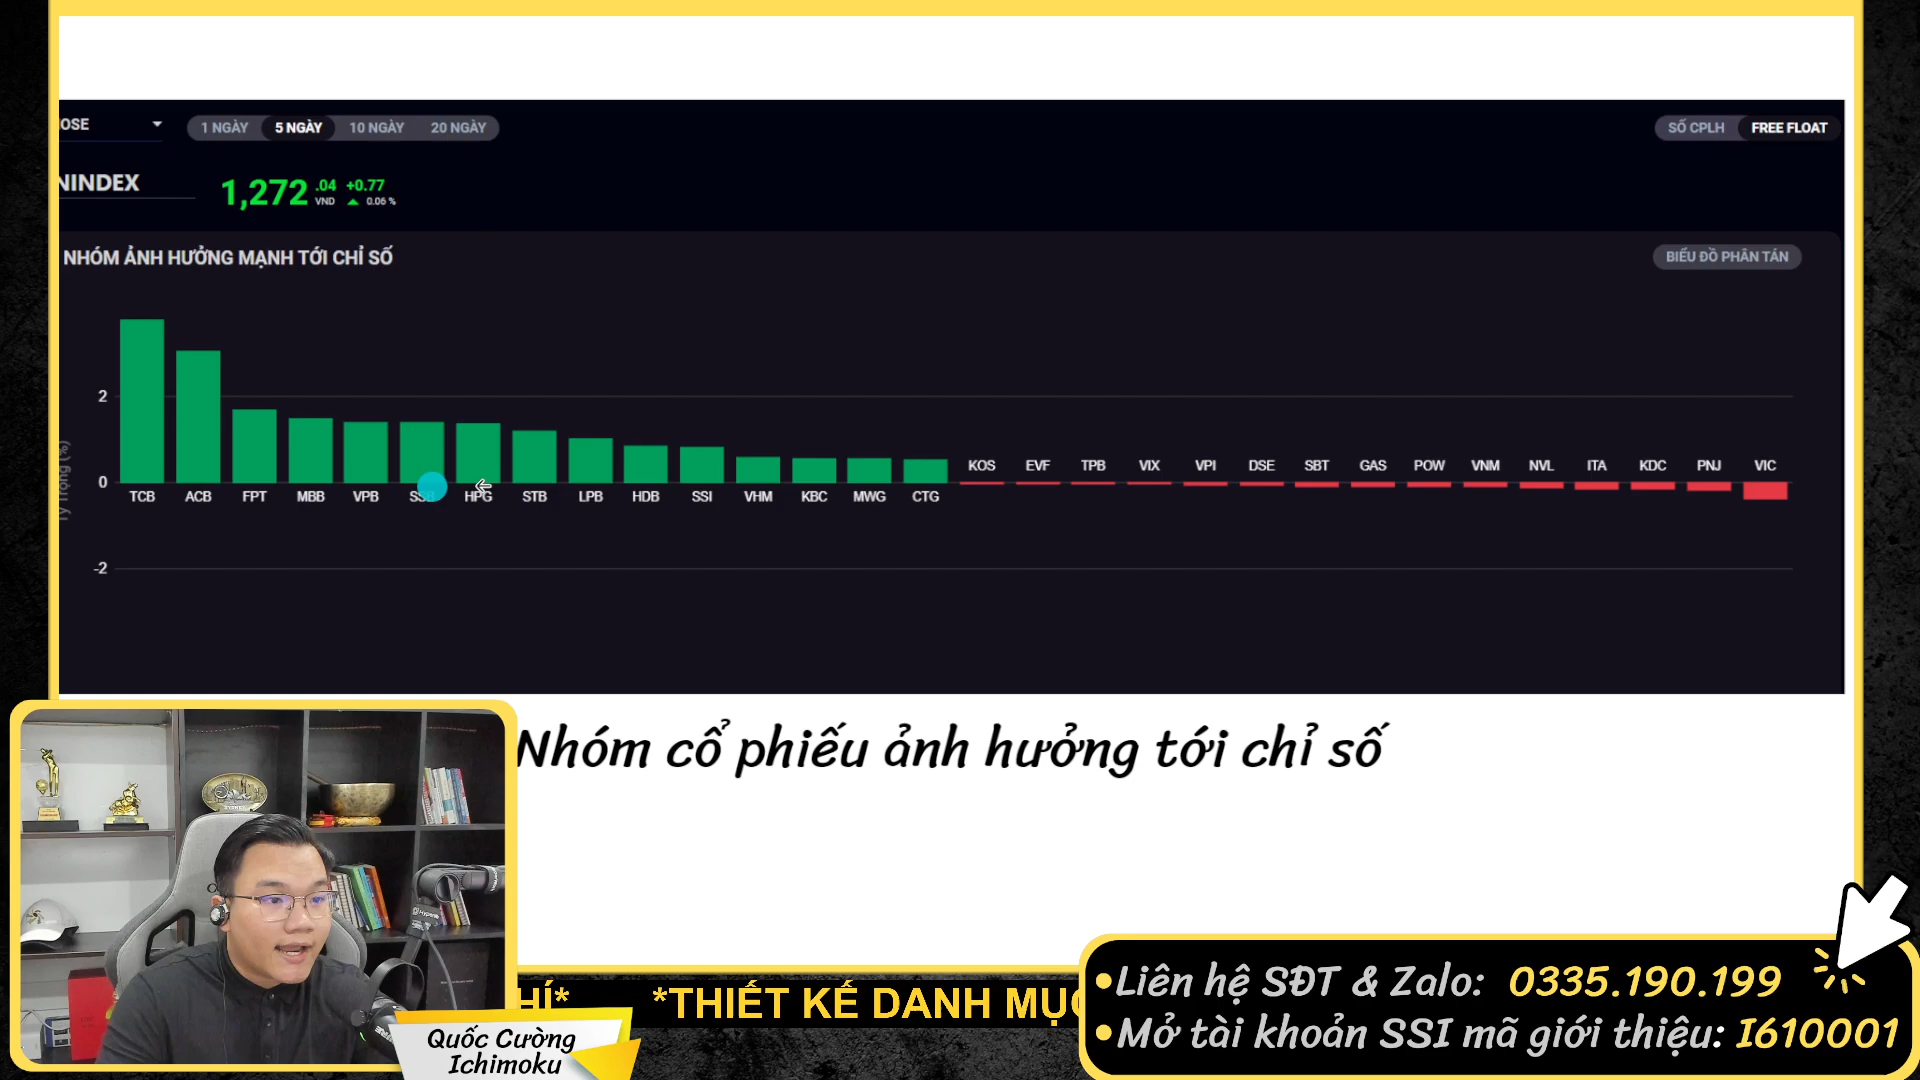 OSE
1 NGÀY 5 NGÀY 10 NGÀY 20 NGÀY
SỐ CPLH FREE FLOAT
NINDEX
1,272 .04 +0.77
VND 0.06 %
NHÓM ẢNH HƯỞNG MẠNH TỚI CHỈ SỐ
BIỂU ĐỒ PHÂN TÁN
2
KOS EVF TPB VIX VPI DSE SBT GAS POW VNM NVL ITA KDC PNJ VIC
0
TCB ACB FPT MBB VPB HPG STB LPB HDB SSI VHM KBC MWG CTG
Tỷ Trọng (%)
-2
Nhóm cổ phiếu ảnh hưởng tới chỉ số
HÍ* *THIẾT KẾ DANH MỤC
Quốc Cường
Ichimoku
•Liên hệ SĐT & Zalo: 0335.190.199
•Mở tài khoản SSI mã giới thiệu: I610001